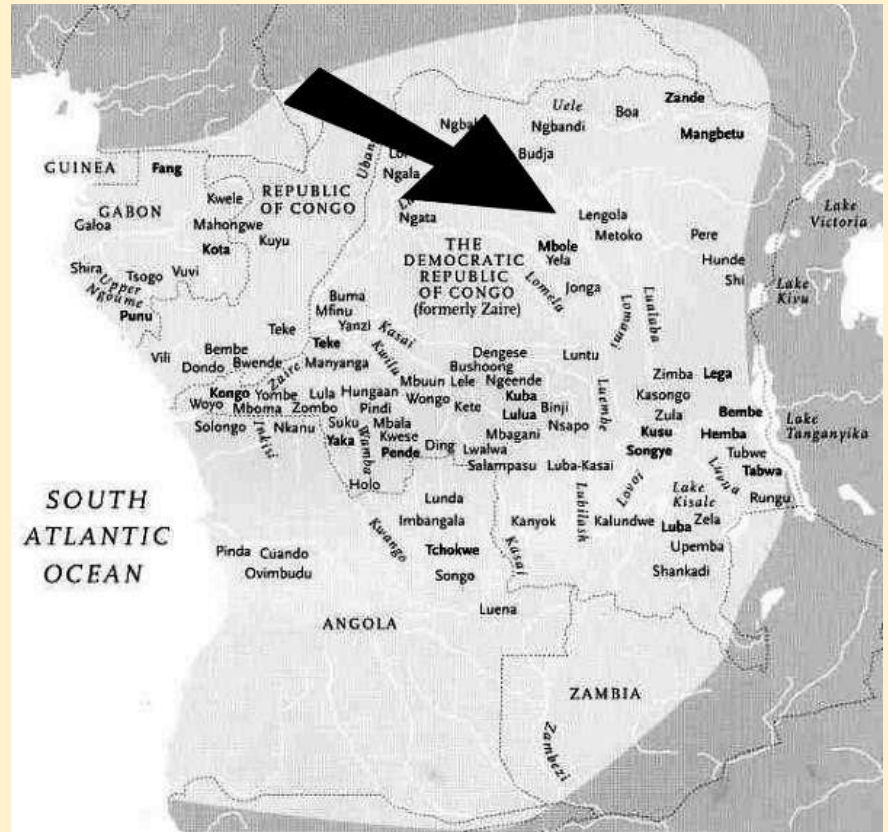 Zande
Uele
Boa
Ngbandi
Mangbetu
Budja
GUINEA
Fang
Ngala
REPUBLIC
OF CONGO
Kwele
GABON
Galoa
Mahongwe
Kota
Kuyu
Ngata
Lengola
Metoko
Mbole
Yela
Pere
Hunde
Shi
Lake
Victoria
THE
DEMOCRATIC
REPUBLIC
OF CONGO
(formerly Zaire)
Lomela
Jonga
Lomami
Lualaba
Lake
Kivu
Shira
Tsogo
Vuvi
Upper
Ngoume
Punu
Buma
Mfinu
Yanzi
Kasai
Teke
Teke
Vili
Bembe
Dondo
Bwende
Zaire
Manyanga
Kwilu
Dengese
Bushoong
Luntu
Mbuun
Lele
Ngeende
Zimba
Lega
Kasongo
Kongo
Yombe
Lula
Hungaan
Wongo
Kuba
Luembe
Woyo
Mboma
Zombo
Pindi
Kete
Lulua
Binji
Zula
Bembe
Lake
Tanganyika
Solongo
Inkisi
Nkanu
Suku
Mbala
Mbagani
Nsapo
Kusu
Hemba
Yaka
Wamba
Kwese
Pende
Ding
Lwalwa
Songye
Tubwe
Salampasu
Luba-Kasai
Luvua
Tabwa
Holo
Lovoi
Lake
Kisale
Rungu
SOUTH
ATLANTIC
OCEAN
Lunda
Imbangala
Kanyok
Lubilash
Kalundwe
Luba
Zela
Kwango
Kasai
Upemba
Pinda
Cuando
Ovimbudu
Tchokwe
Songo
Shankadi
Luena
ANGOLA
ZAMBIA
Zambezi